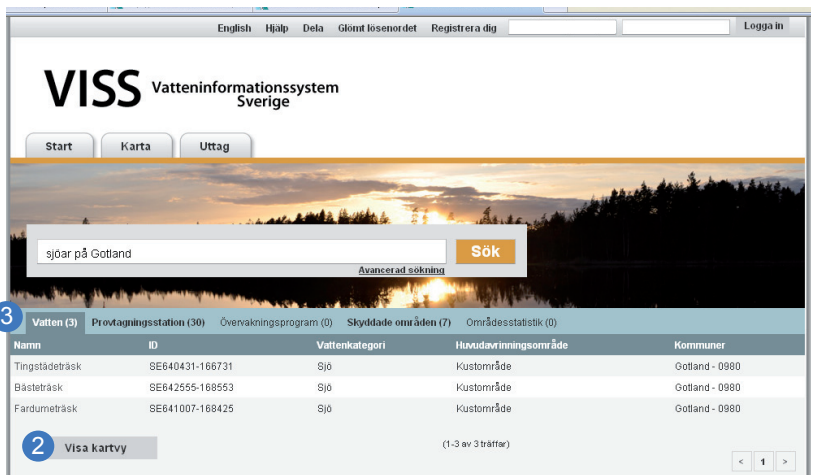 English Hjälp Dela Glömt lösenordet Registrera dig Logga in
VISS Vatteninformationssystem
Sverige
Start Karta Uttag
sjöar på Gotland Sök
Avancerad sökning
3 Vatten (3) Provtagningsstation (30) Övervakningsprogram (0) Skyddade områden (7) Områdesstatistik (0)
Namn ID Vattenkategori Huvudavrinningsområde Kommuner
Tingstädeträsk SE640431-166731 Sjö Kustområde Gotland - 0980
Bästeträsk SE642555-168553 Sjö Kustområde Gotland - 0980
Fardumeträsk SE641007-168425 Sjö Kustområde Gotland - 0980
2 Visa kartvy (1-3 av 3 träffar)
< 1 >